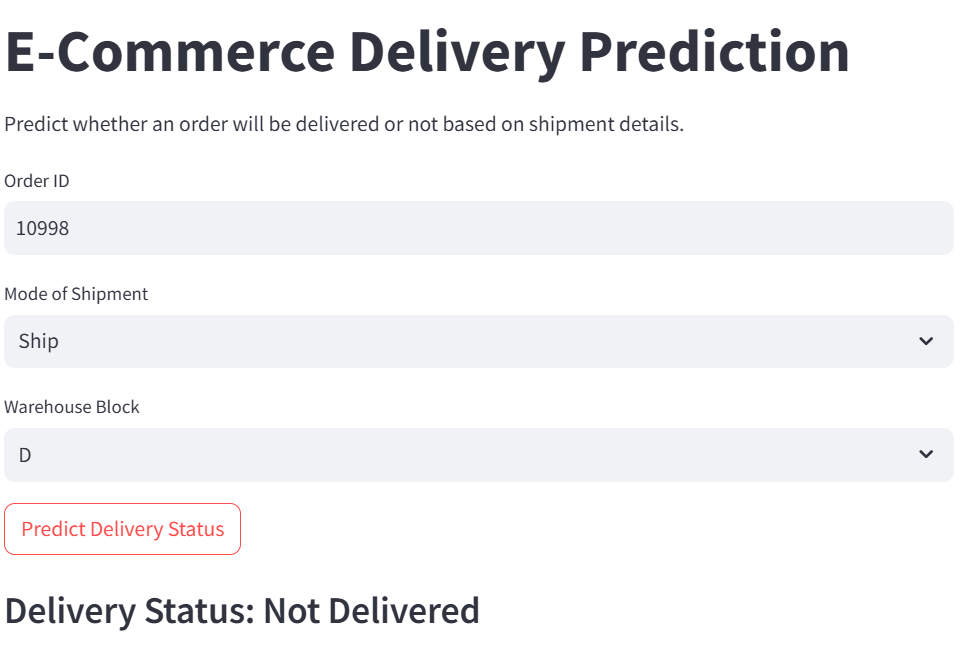 E-Commerce Delivery Prediction
Predict whether an order will be delivered or not based on shipment details.
Order ID
10998
Mode of Shipment
Ship
Warehouse Block
D
Predict Delivery Status
Delivery Status: Not Delivered